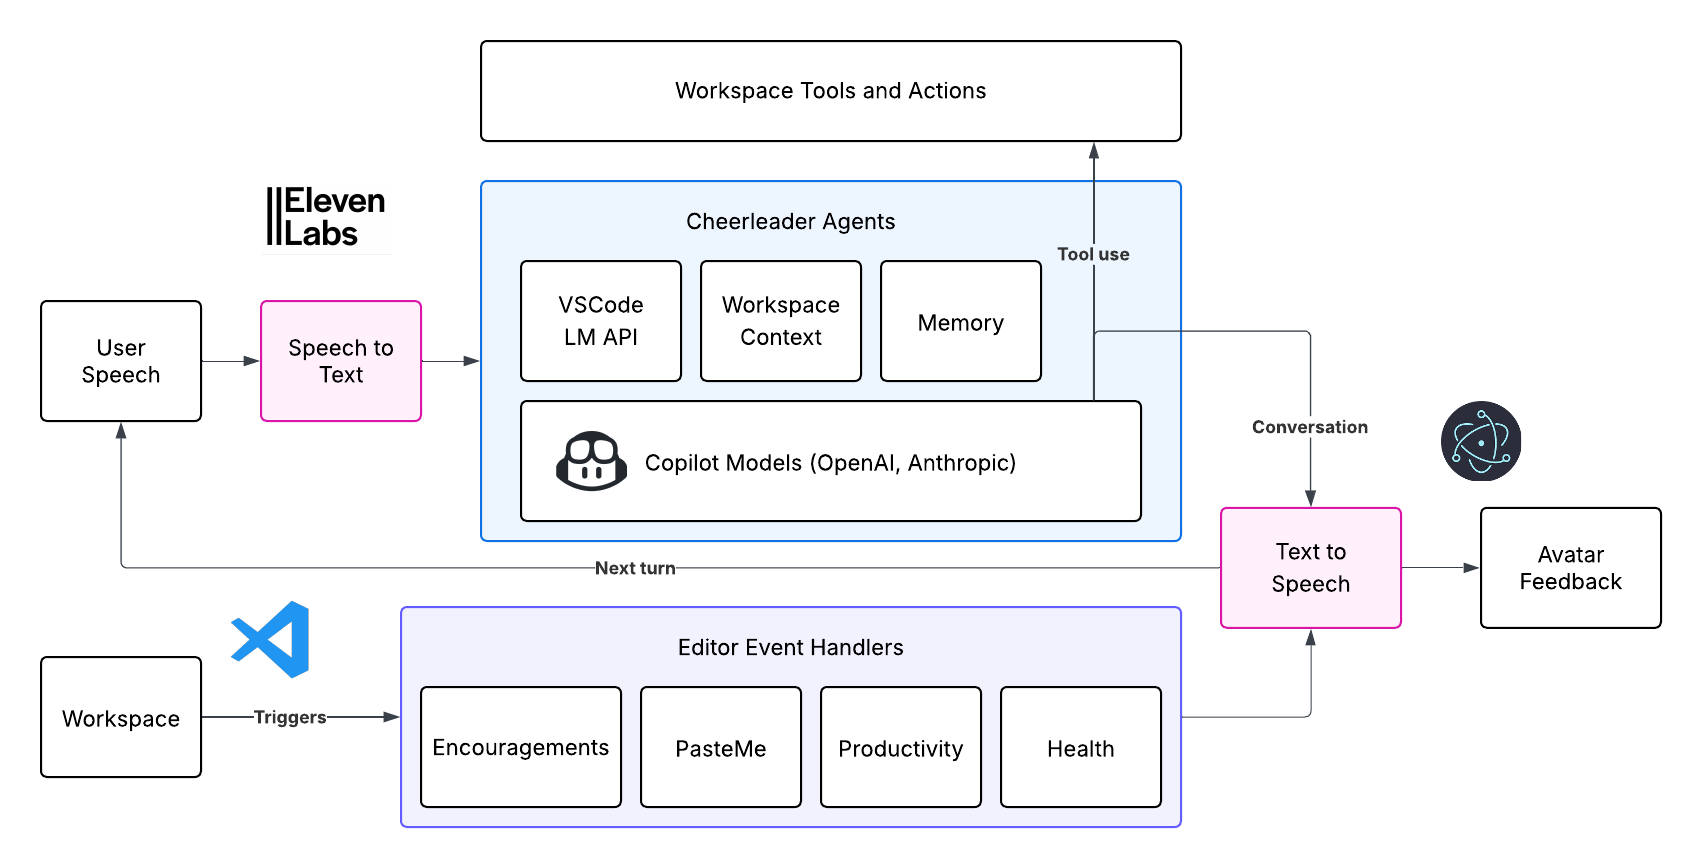 Workspace Tools and Actions
Eleven
Labs
Cheerleader Agents
Tool use
VSCode
LM API
Workspace
Context
Memory
User
Speech
Speech to
Text
Conversation
Copilot Models (OpenAI, Anthropic)
Next turn
Text to
Speech
Avatar
Feedback
Editor Event Handlers
Workspace
Triggers
Encouragements
PasteMe
Productivity
Health